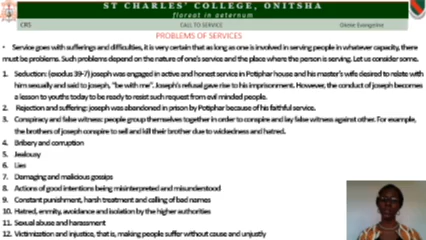 ST CHARLES' COLLEGE, ONITSHA
floreat in aeternum
CRS CALL TO SERVICE Okerie Evangeline
PROBLEMS OF SERVICES
• Service goes with sufferings and difficulties, it is very certain that as long as one is involved in serving people in whatever capacity, there
must be problems. Such problems depend on the nature of one's service and the place where the person is serving. Let us consider some.
1. Seduction: (exodus 39-7) joseph was engaged in active and honest service in Potiphar house and his master's wife desired to relate with
him sexually and said to joseph, "be with me". Joseph's refusal gave rise to his imprisonment. However, the conduct of joseph becomes
a lesson to youths today to be ready to resist such request from evil minded people.
2. Rejection and suffering: joseph was abandoned in prison by Potiphar because of his faithful service.
3. Conspiracy and false witness: people group themselves together in order to conspire and lay false witness against other. For example,
the brothers of joseph conspire to sell and kill their brother due to wickedness and hatred.
4. Bribery and corruption
5. Jealousy
6. Lies
7. Damaging and malicious gossips
8. Actions of good intentions being misinterpreted and misunderstood
9. Constant punishment, harsh treatment and calling of bad names
10. Hatred, enmity, avoidance and isolation by the higher authorities
11. Sexual abuse and harassment
12. Victimization and injustice, that is, making people suffer without cause and unjustly